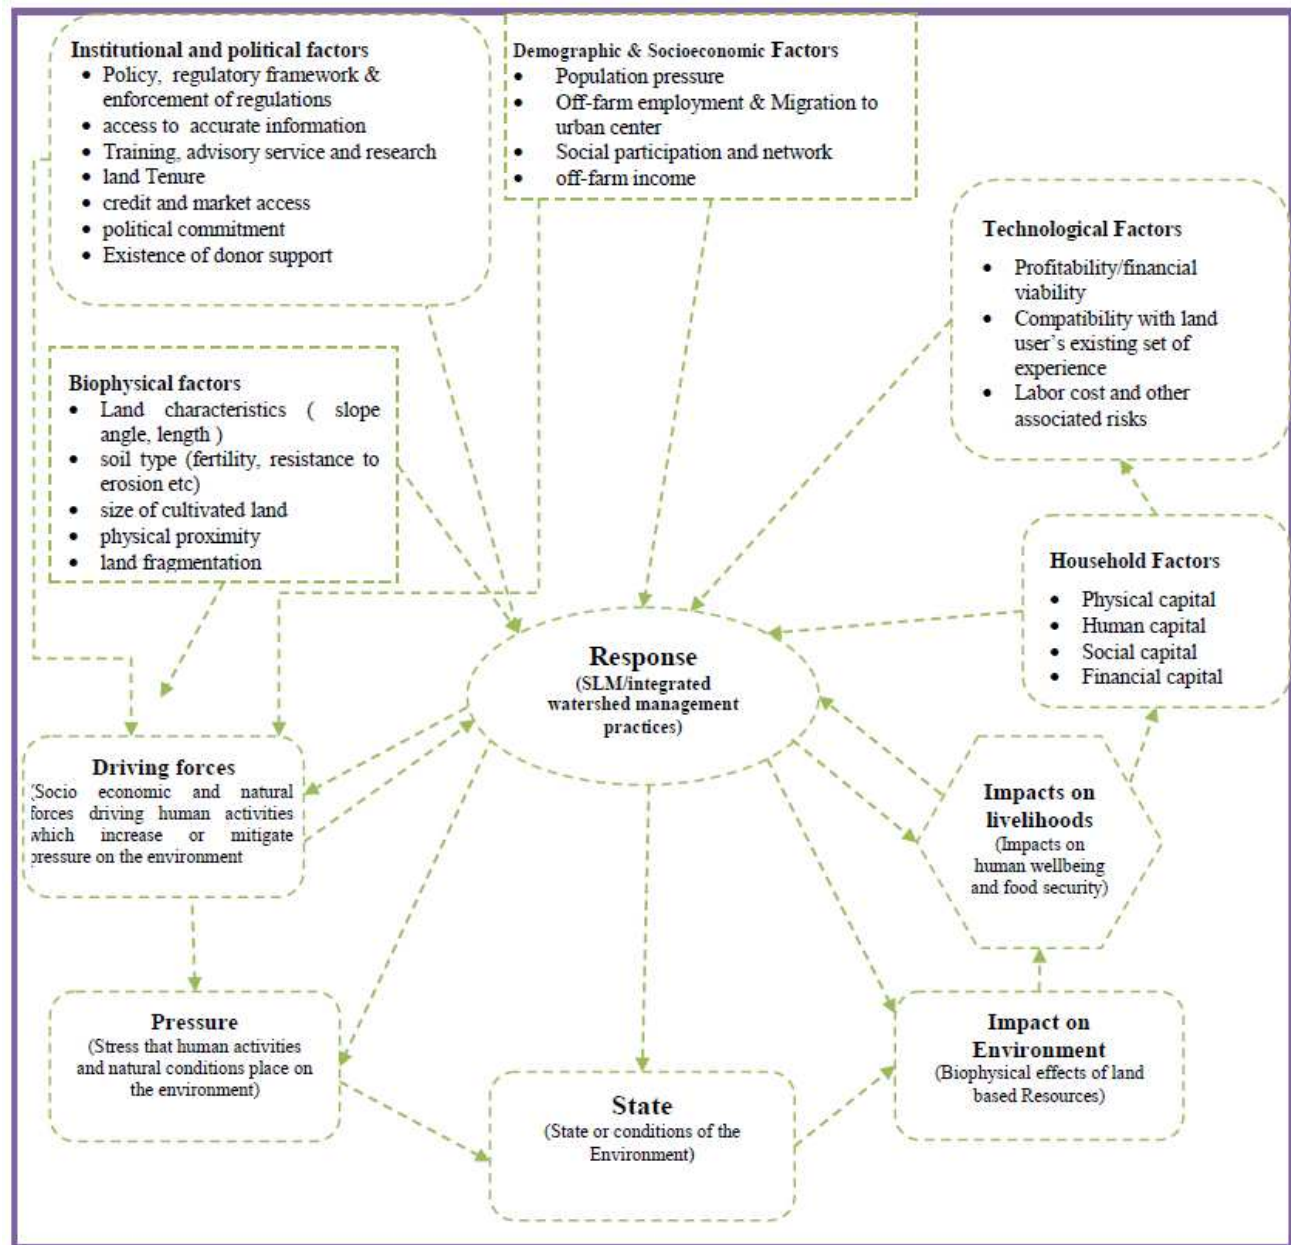 Institutional and political factors
• Policy, regulatory framework &
enforcement of regulations
• access to accurate information
• Training, advisory service and research
• land Tenure
• credit and market access
• political commitment
• Existence of donor support
Demographic & Socioeconomic Factors
• Population pressure
• Off-farm employment & Migration to
urban center
• Social participation and network
• off-farm income
Technological Factors
• Profitability/financial
viability
• Compatibility with land
user's existing set of
experience
• Labor cost and other
associated risks
Biophysical factors
• Land characteristics ( slope
angle, length )
• soil type (fertility, resistance to
erosion etc)
• size of cultivated land
• physical proximity
• land fragmentation
Household Factors
• Physical capital
• Human capital
• Social capital
• Financial capital
Response
(SLM/integrated
watershed management
practices)
Driving forces
(Socio economic and natural
forces driving human activities
which increase or mitigate
pressure on the environment
Impacts on
livelihoods
(Impacts on
human wellbeing
and food security)
Pressure
(Stress that human activities
and natural conditions place on
the environment)
State
(State or conditions of the
Environment)
Impact on
Environment
(Biophysical effects of land
based Resources)